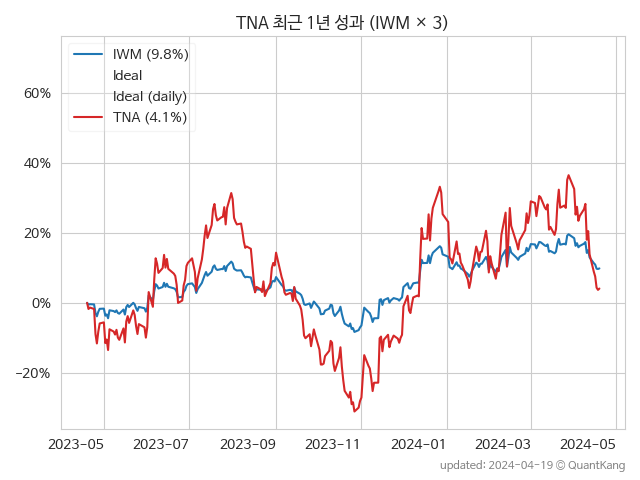 TNA 최근 1년 성과 (IWM × 3)
IWM (9.8%)
Ideal
Ideal (daily)
TNA (4.1%)
60%
40%
20%
0%
−20%
2023-05 2023-07 2023-09 2023-11 2024-01 2024-03 2024-05
updated: 2024-04-19 © QuantKang